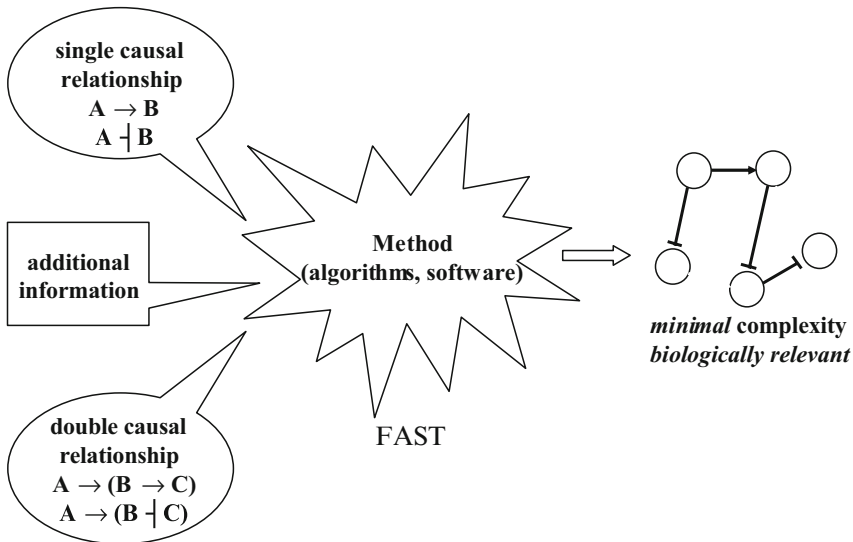 single causal
relationship
A → B
A ⊣ B
additional
information
double causal
relationship
A → (B → C)
A → (B ⊣ C)
Method
(algorithms, software)
FAST
minimal complexity
biologically relevant